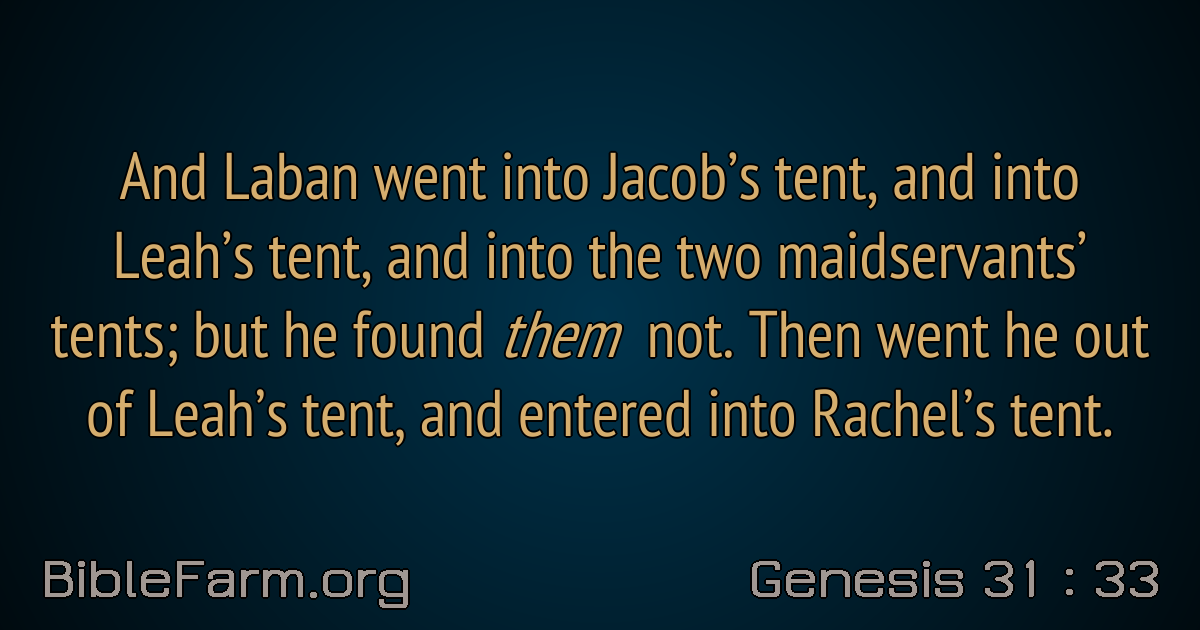 And Laban went into Jacob’s tent, and into
Leah’s tent, and into the two maidservants’
tents; but he found them not. Then went he out
of Leah’s tent, and entered into Rachel’s tent.
BibleFarm.org
Genesis 31 : 33